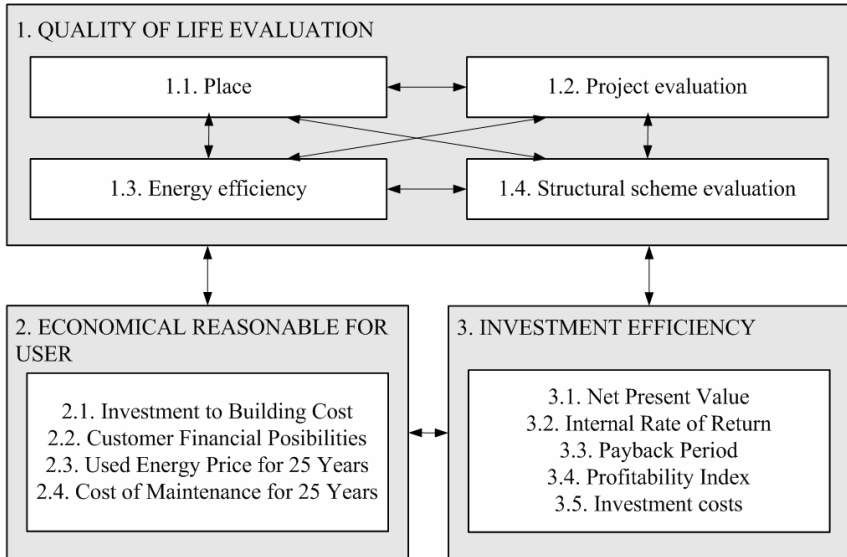 1. QUALITY OF LIFE EVALUATION
1.1. Place
1.2. Project evaluation
1.3. Energy efficiency
1.4. Structural scheme evaluation
2. ECONOMICAL REASONABLE FOR
USER
2.1. Investment to Building Cost
2.2. Customer Financial Posibilities
2.3. Used Energy Price for 25 Years
2.4. Cost of Maintenance for 25 Years
3. INVESTMENT EFFICIENCY
3.1. Net Present Value
3.2. Internal Rate of Return
3.3. Payback Period
3.4. Profitability Index
3.5. Investment costs